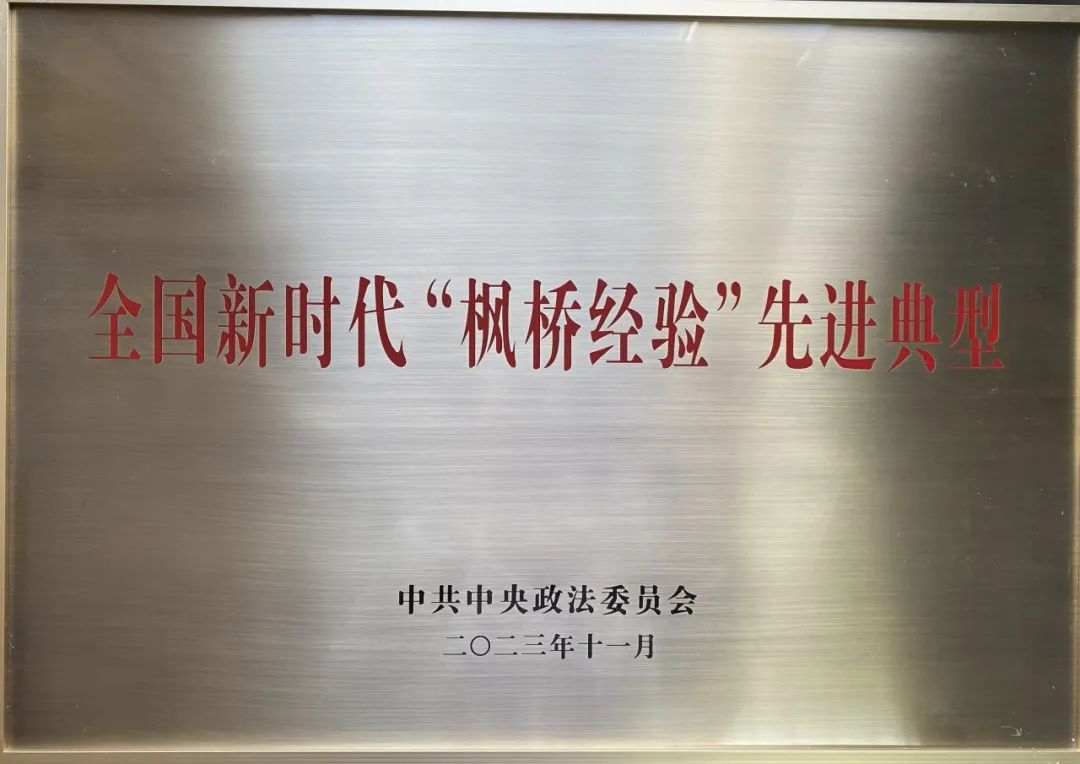 全国新时代“枫桥经验”先进典型
中共中央政法委员会
二〇二三年十一月